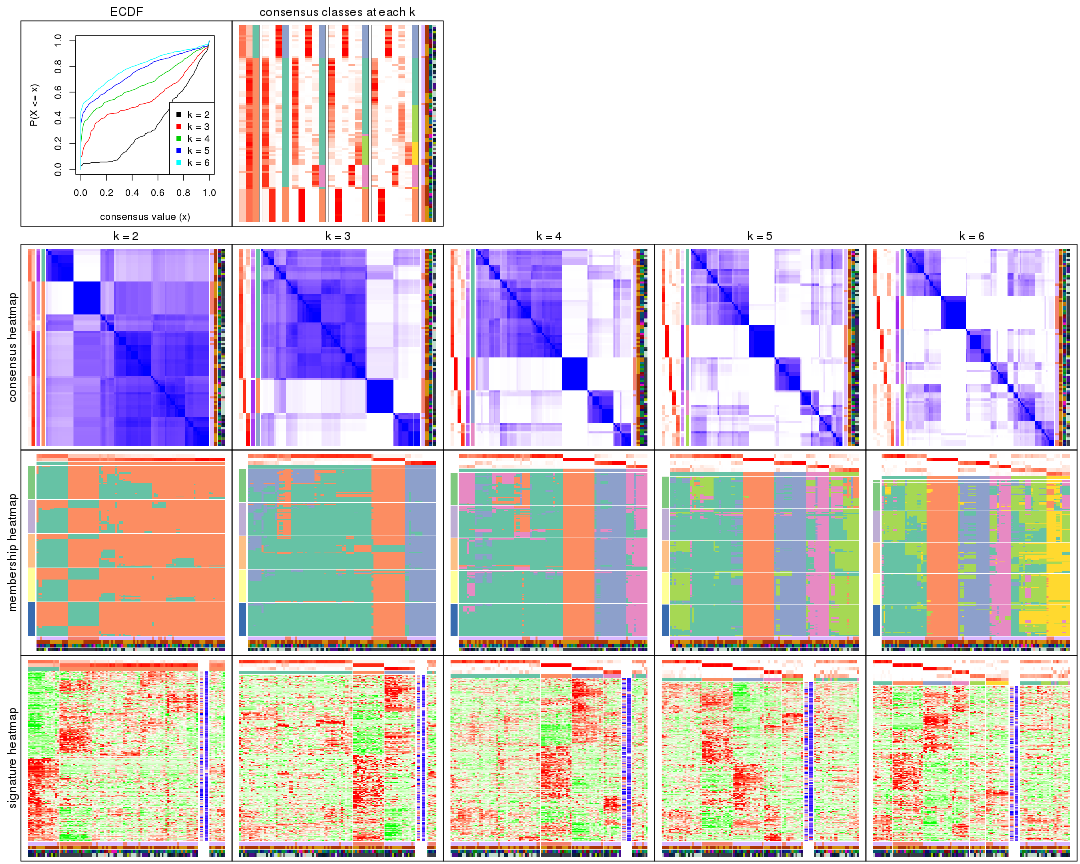 ECDF
consensus classes at each k
P(X <= x)
0.0 0.2 0.4 0.6 0.8 1.0
k = 2
k = 3
k = 4
k = 5
k = 6
0.0 0.2 0.4 0.6 0.8 1.0
consensus value (x)
k = 2 k = 3 k = 4 k = 5 k = 6
consensus heatmap
membership heatmap
signature heatmap